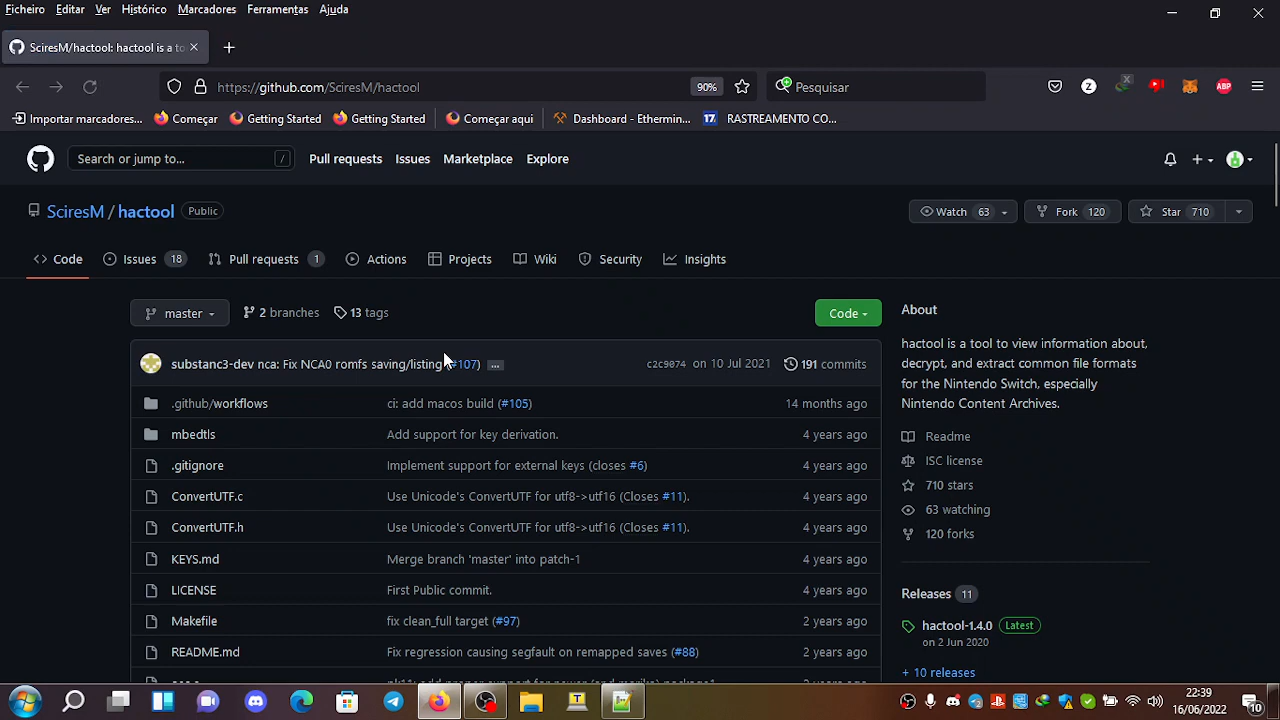 Ficheiro Editar Ver Histórico Marcadores Ferramentas Ajuda
SciresM/hactool: hactool is a to
https://github.com/SciresM/hactool 90% Pesquisar Z X ABP
Importar marcadores... Começar Getting Started Getting Started Começar aqui Dashboard - Ethermin... 17 RASTREAMENTO CO...
Search or jump to... / Pull requests Issues Marketplace Explore
SciresM / hactool Public Watch 63 Fork 120 Star 710
Code Issues 18 Pull requests 1 Actions Projects Wiki Security Insights
master 2 branches 13 tags Code
substanc3-dev nca: Fix NCA0 romfs saving/listing #107) ... c2c9074 on 10 Jul 2021 191 commits
.github/workflows ci: add macos build (#105) 14 months ago
mbedtls Add support for key derivation. 4 years ago
.gitignore Implement support for external keys (closes #6) 4 years ago
ConvertUTF.c Use Unicode's ConvertUTF for utf8->utf16 (Closes #11). 4 years ago
ConvertUTF.h Use Unicode's ConvertUTF for utf8->utf16 (Closes #11). 4 years ago
KEYS.md Merge branch 'master' into patch-1 4 years ago
LICENSE First Public commit. 4 years ago
Makefile fix clean_full target (#97) 2 years ago
README.md Fix regression causing segfault on remapped saves (#88) 2 years ago
About
hactool is a tool to view information about,
decrypt, and extract common file formats
for the Nintendo Switch, especially
Nintendo Content Archives.
Readme
ISC license
710 stars
63 watching
120 forks
Releases 11
hactool-1.4.0 Latest
on 2 Jun 2020
+ 10 releases
22:39
16/06/2022
10